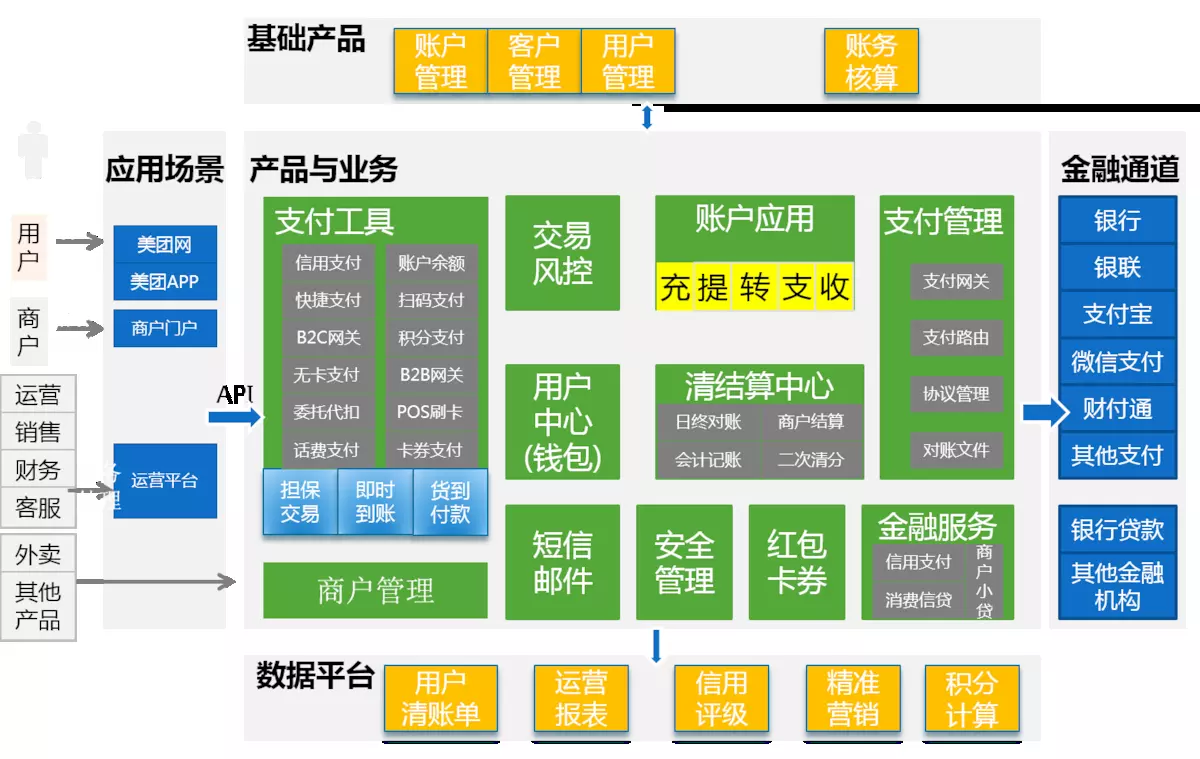 基础产品
账户
管理
客户
管理
用户
管理
账务
核算
用
户
商
户
运营
销售
财务
客服
外卖
其他
产品
应用场景
美团网
美团APP
商户门户
务
理
运营平台
API
产品与业务
支付工具
信用支付
账户余额
快捷支付
扫码支付
B2C网关
积分支付
无卡支付
B2B网关
委托代扣
POS刷卡
话费支付
卡券支付
担保
交易
即时
到账
货到
付款
商户管理
交易
风控
用户
中心
(钱包)
短信
邮件
账户应用
充 提 转 支 收
清结算中心
日终对账
商户结算
会计记账
二次清分
安全
管理
红包
卡券
支付管理
支付网关
支付路由
协议管理
对账文件
金融服务
信用支付
消费信贷
商
户
小
贷
金融通道
银行
银联
支付宝
微信支付
财付通
其他支付
银行贷款
其他金融
机构
数据平台
用户
清账单
运营
报表
信用
评级
精准
营销
积分
计算